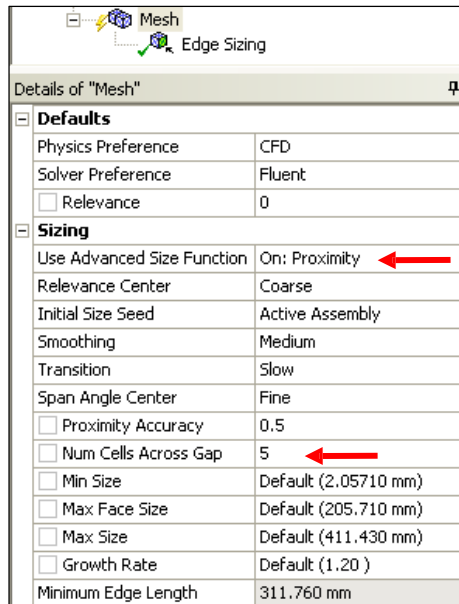 Mesh
Edge Sizing
Details of "Mesh"
Defaults
Physics Preference CFD
Solver Preference Fluent
Relevance 0
Sizing
Use Advanced Size Function On: Proximity
Relevance Center Coarse
Initial Size Seed Active Assembly
Smoothing Medium
Transition Slow
Span Angle Center Fine
Proximity Accuracy 0.5
Num Cells Across Gap 5
Min Size Default (2.05710 mm)
Max Face Size Default (205.710 mm)
Max Size Default (411.430 mm)
Growth Rate Default (1.20 )
Minimum Edge Length 311.760 mm